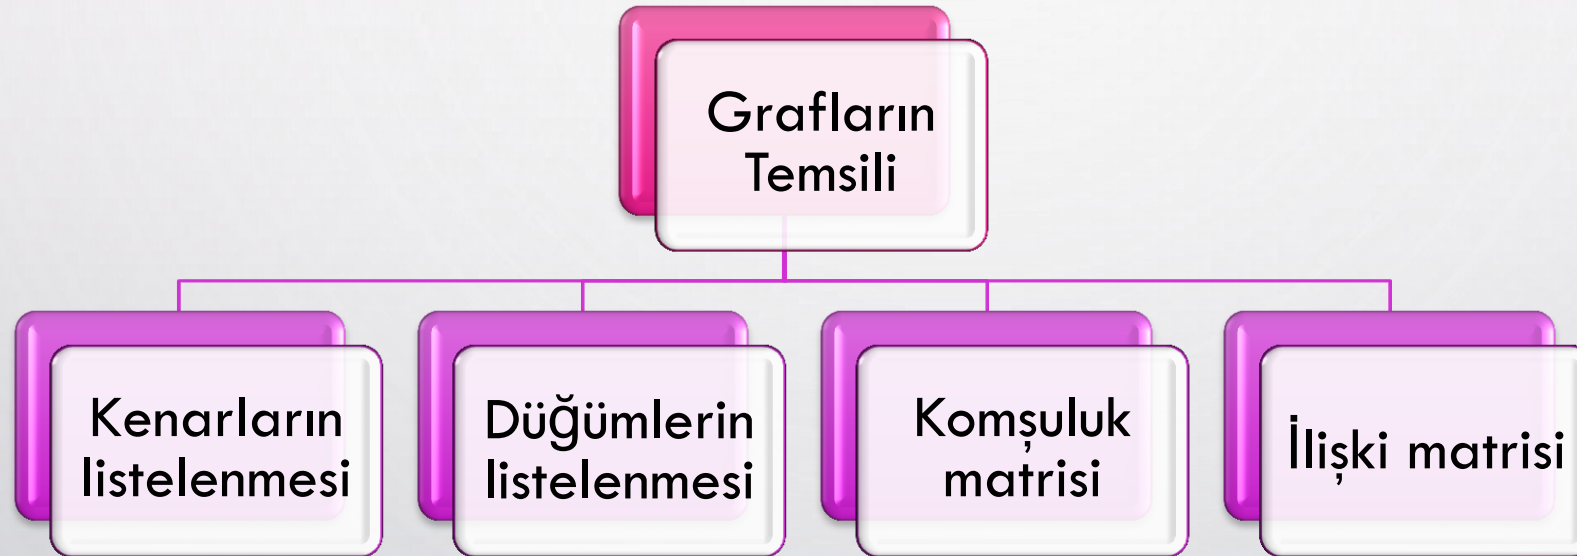 Grafların
Temsili
Kenarların
listelenmesi
Düğümlerin
listelenmesi
Komşuluk
matrisi
İlişki matrisi